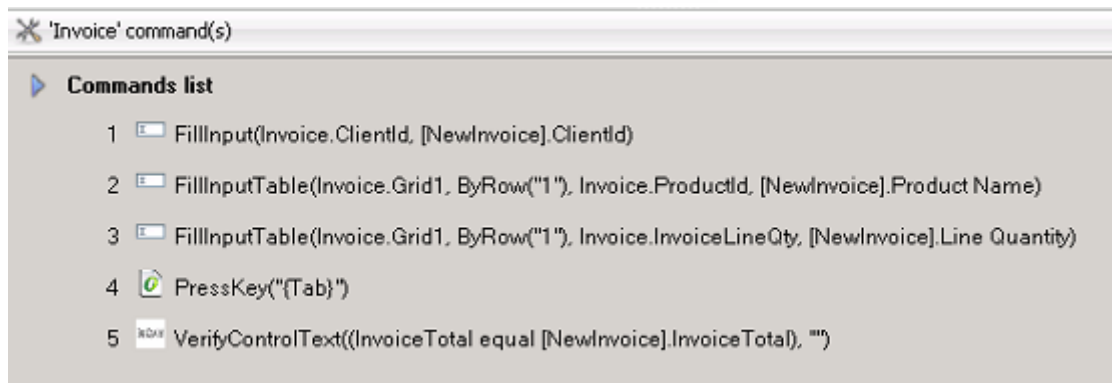 'Invoice' command(s)
Commands list
1 FillInput(Invoice.ClientId, [NewInvoice].ClientId)
2 FillInputTable(Invoice.Grid1, ByRow("1"), Invoice.ProductId, [NewInvoice].Product Name)
3 FillInputTable(Invoice.Grid1, ByRow("1"), Invoice.InvoiceLineQty, [NewInvoice].Line Quantity)
4 PressKey("{Tab}")
5 VerifyControlText((InvoiceTotal equal [NewInvoice].InvoiceTotal), "")